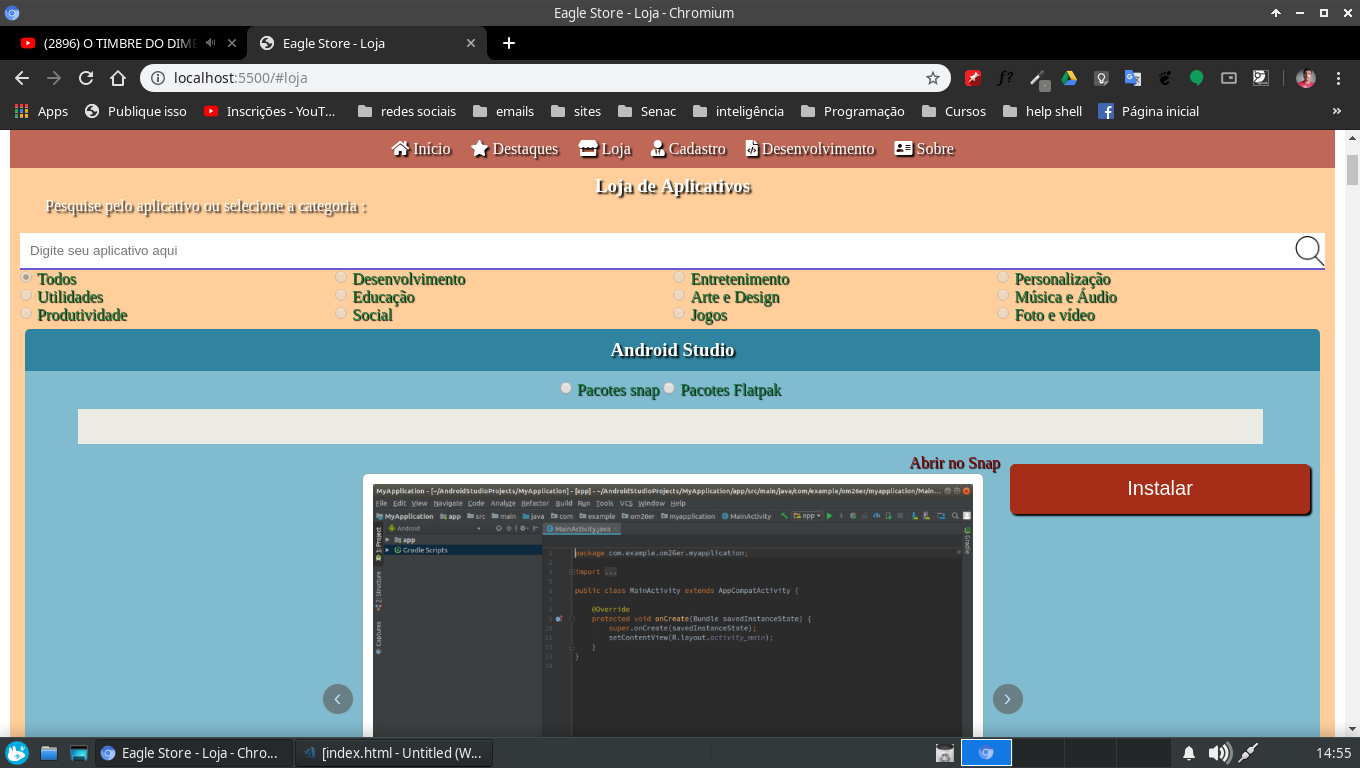 Eagle Store - Loja - Chromium
(2896) O TIMBRE DO DIME
Eagle Store - Loja
localhost:5500/#loja
Apps
Publique isso
Inscrições - YouT...
redes sociais
emails
sites
Senac
inteligência
Programação
Cursos
help shell
Página inicial
»
Início
Destaques
Loja
Cadastro
Desenvolvimento
Sobre
Loja de Aplicativos
Pesquise pelo aplicativo ou selecione a categoria :
Digite seu aplicativo aqui
Todos
Desenvolvimento
Entretenimento
Personalização
Utilidades
Educação
Arte e Design
Música e Áudio
Produtividade
Social
Jogos
Foto e vídeo
Android Studio
Pacotes snap
Pacotes Flatpak
Abrir no Snap
Instalar
MyApplication - [~/AndroidStudioProjects/MyApplication] - [app] - ~/AndroidStudioProjects/MyApplication/app/src/main/java/com/example/om26er/myapplication/Main...
File Edit View Navigate Code Analyze Refactor Build Run Tools VCS Window Help
MyApplication app src main java com example om26er myapplication MainActivity
app
Android
MainActivity.java
app
Gradle Scripts
1: Project
Z: Structure
Captures
Gradle
package com.example.om26er.myapplication;
import ...
public class MainActivity extends AppCompatActivity {
@Override
protected void onCreate(Bundle savedInstanceState) {
super.onCreate(savedInstanceState);
setContentView(R.layout.activity_main);
}
}
Eagle Store - Loja - Chro...
[index.html - Untitled (W...
14:55